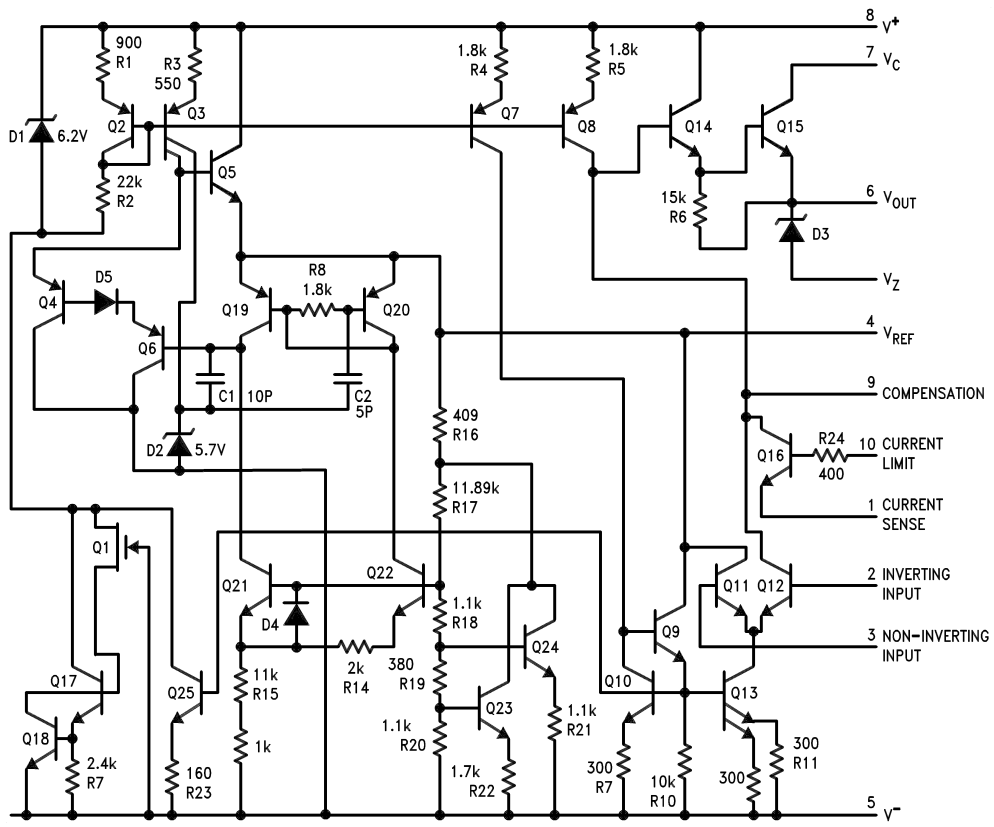 8 V+
7 VC
900
R1
R3
550
1.8k
R4
1.8k
R5
D1 6.2V
Q2
Q3
Q7
Q8
Q14
Q15
Q5
22k
R2
15k
R6
6 VOUT
D3
VZ
Q4
D5
Q6
Q19
R8
1.8k
Q20
4 VREF
C1 10P
C2
5P
D2 5.7V
9 COMPENSATION
409
R16
Q16
R24
400
10 CURRENT
LIMIT
11.89k
R17
1 CURRENT
SENSE
Q1
Q21
Q22
D4
Q11
Q12
2 INVERTING
INPUT
1.1k
R18
Q24
Q9
3 NON-INVERTING
INPUT
2k
R14
380
R19
11k
R15
Q17
Q25
Q10
Q13
Q18
Q23
1.1k
R20
1.1k
R21
1k
2.4k
R7
160
R23
1.7k
R22
300
R7
10k
R10
300
300
R11
5 V−